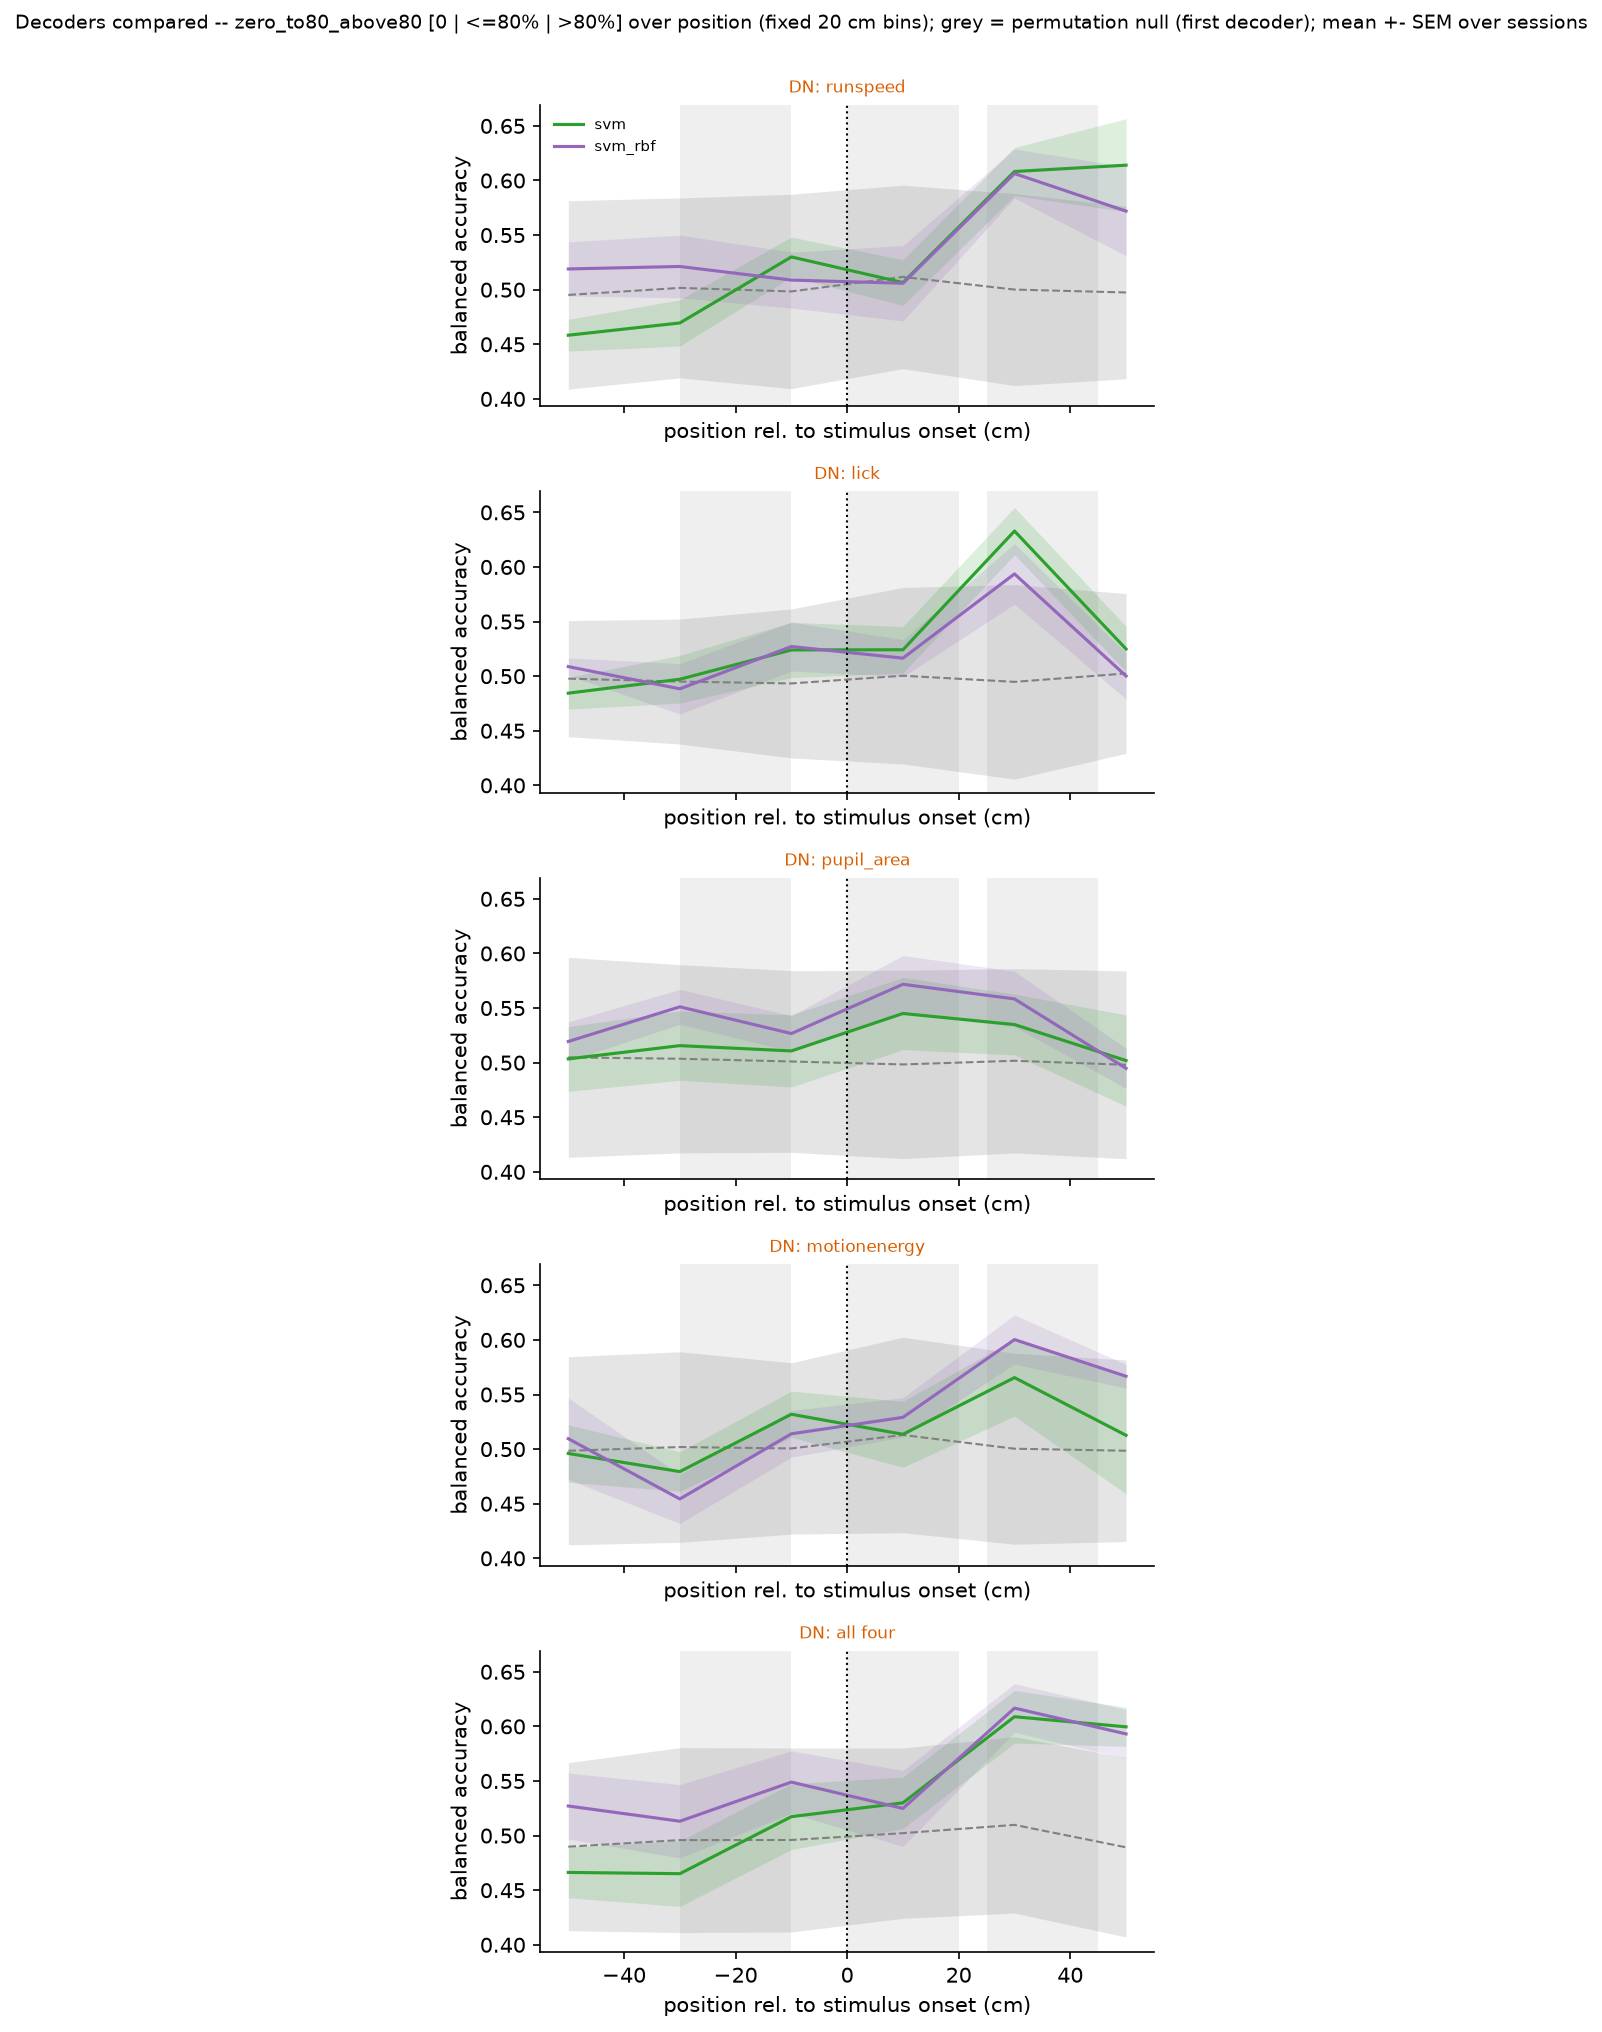 Decoders compared -- zero_to80_above80 [0 | <=80% | >80%] over position (fixed 20 cm bins); grey = permutation null (first decoder); mean +- SEM over sessions
DN: runspeed
svm
svm_rbf
0.65
0.60
0.55
0.50
0.45
0.40
balanced accuracy
position rel. to stimulus onset (cm)
DN: lick
0.65
0.60
0.55
0.50
0.45
0.40
balanced accuracy
position rel. to stimulus onset (cm)
DN: pupil_area
0.65
0.60
0.55
0.50
0.45
0.40
balanced accuracy
position rel. to stimulus onset (cm)
DN: motionenergy
0.65
0.60
0.55
0.50
0.45
0.40
balanced accuracy
position rel. to stimulus onset (cm)
DN: all four
0.65
0.60
0.55
0.50
0.45
0.40
balanced accuracy
−40 −20 0 20 40
position rel. to stimulus onset (cm)